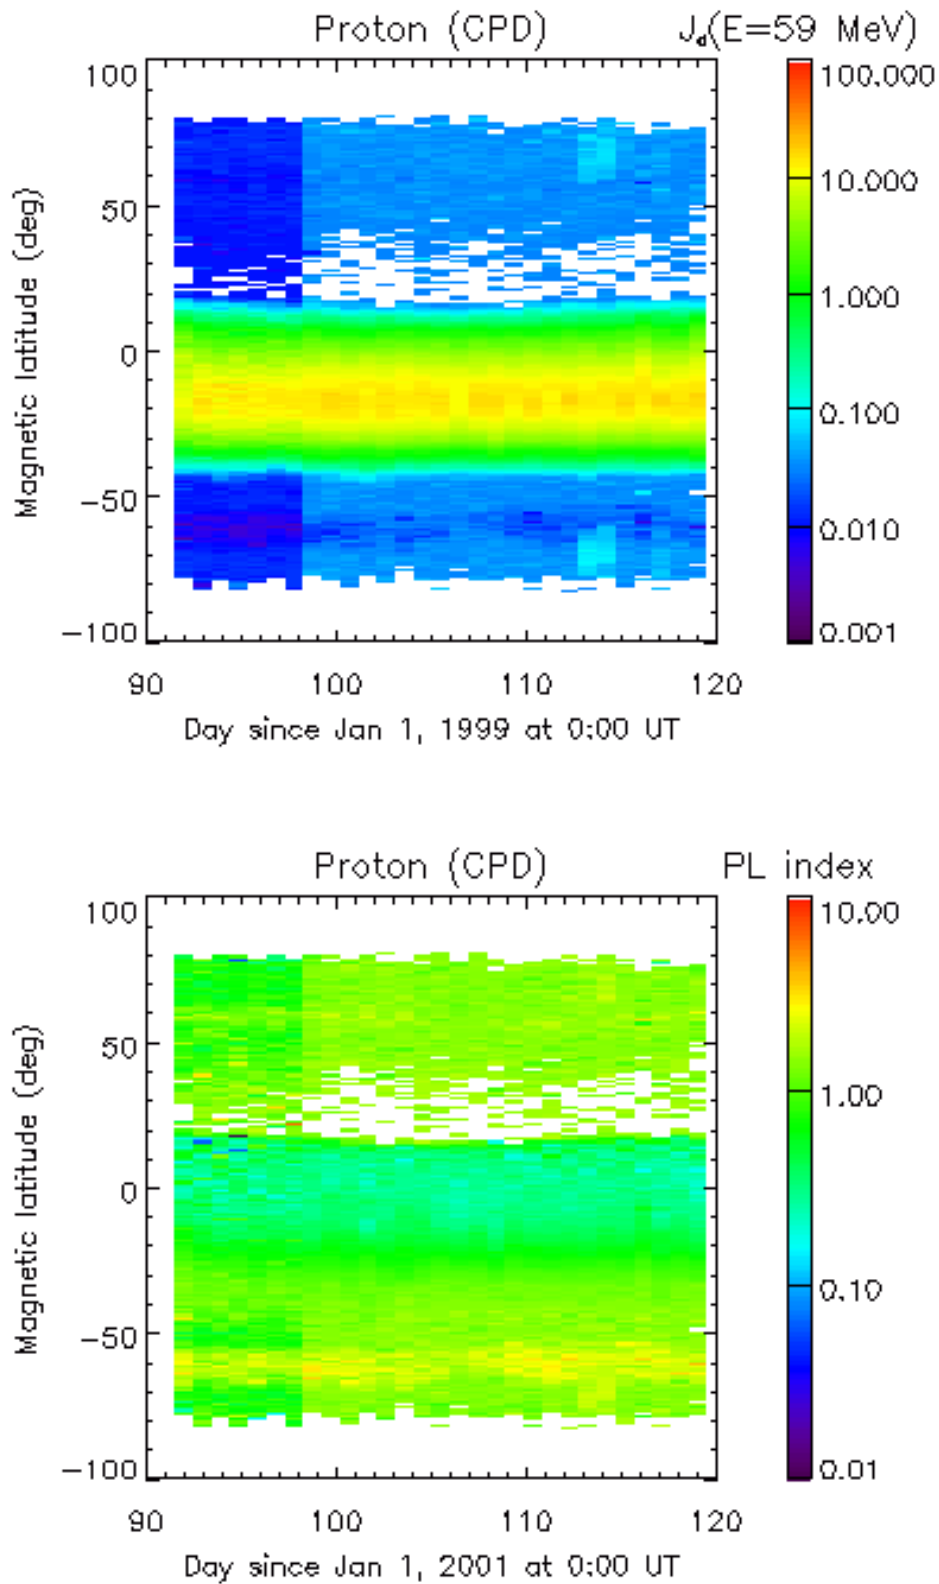 Proton (CPD) Jd(E=59 MeV)
100
50
0
-50
-100
Magnetic latitude (deg)
90 100 110 120
Day since Jan 1, 1999 at 0:00 UT
100.000
10.000
1.000
0.100
0.010
0.001
Proton (CPD) PL index
100
50
0
-50
-100
Magnetic latitude (deg)
90 100 110 120
Day since Jan 1, 2001 at 0:00 UT
10.00
1.00
0.10
0.01